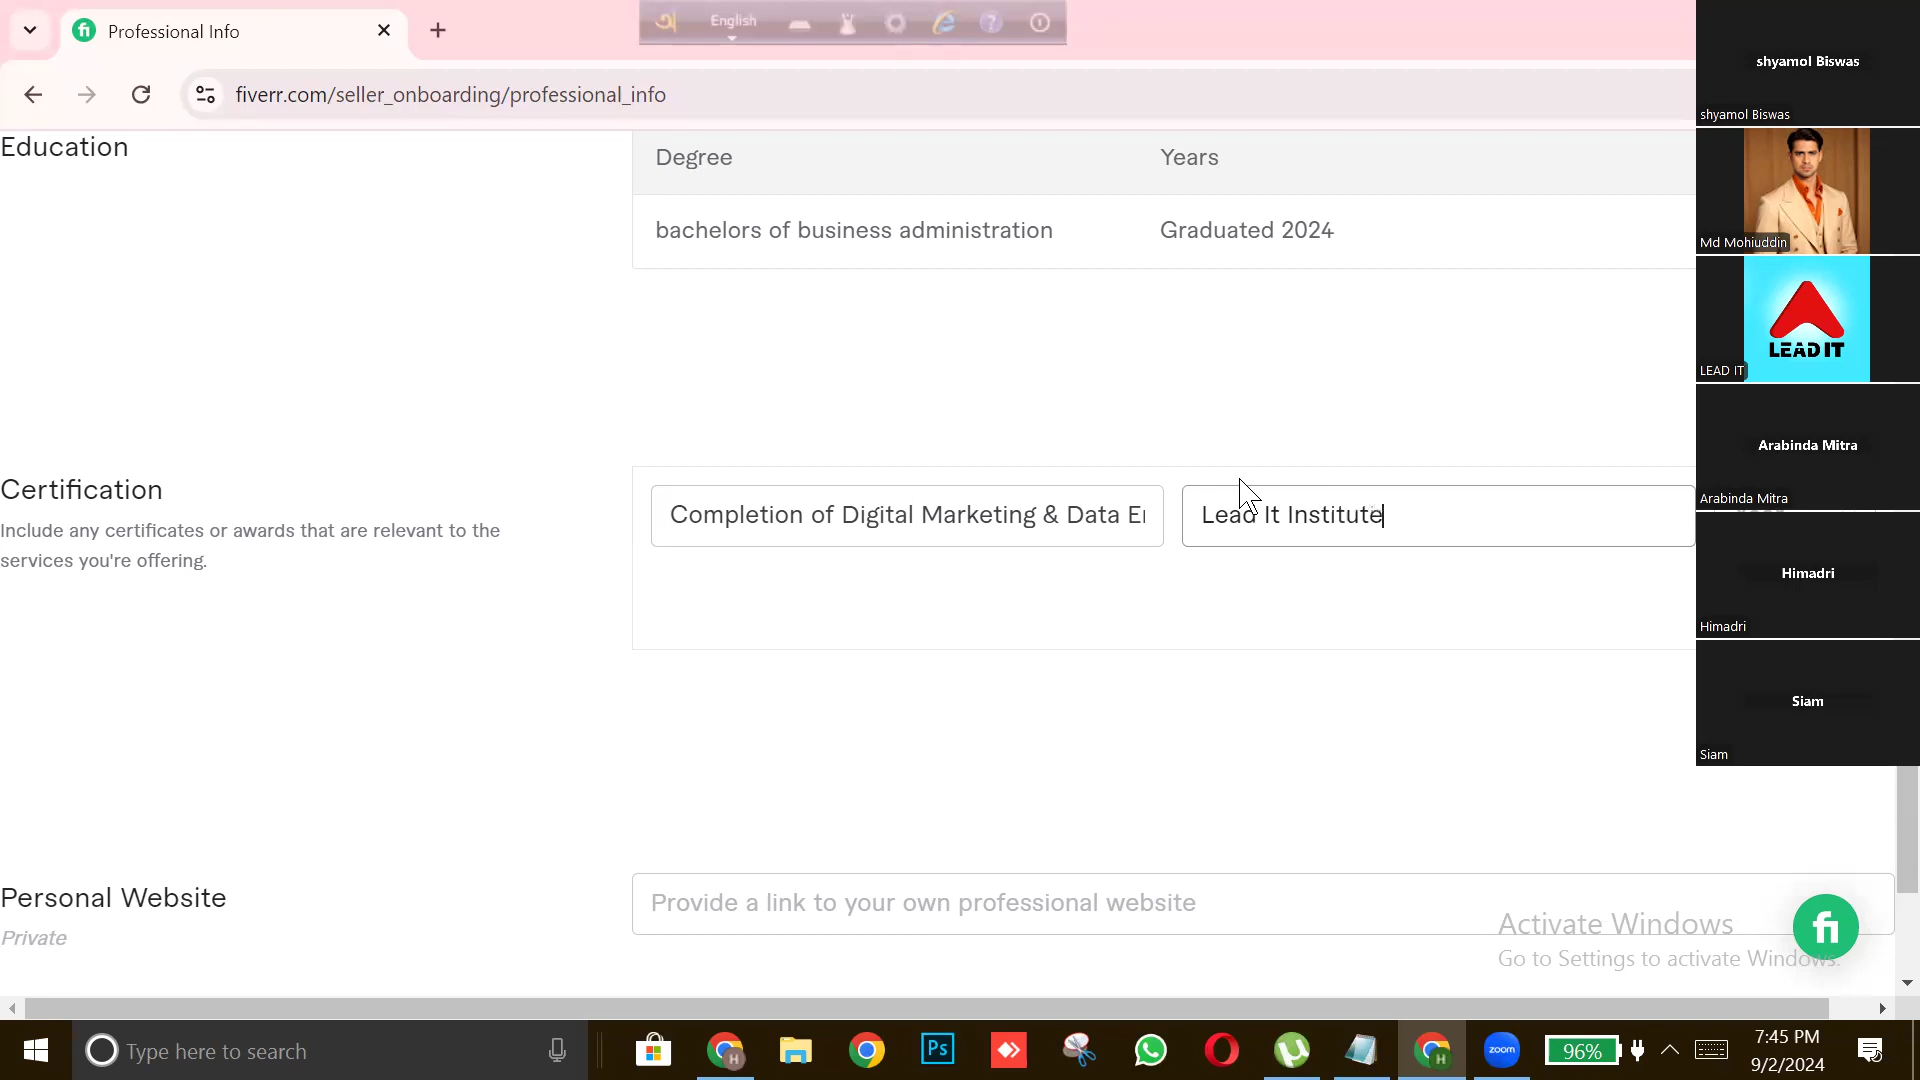 Professional Info
English
fiverr.com/seller_onboarding/professional_info
shyamol Biswas
shyamol Biswas
Md Mohiuddin
LEAD IT
LEAD IT
Arabinda Mitra
Arabinda Mitra
Himadri
Himadri
Siam
Siam
Education
Degree Years
bachelors of business administration Graduated 2024
Certification
Include any certificates or awards that are relevant to the
services you're offering.
Completion of Digital Marketing & Data Lead It Institute
Personal Website
Private
Provide a link to your own professional website
Activate Windows
Go to Settings to activate Windows.
fi
Type here to search
Ps
zoom
96%
7:45 PM
9/2/2024